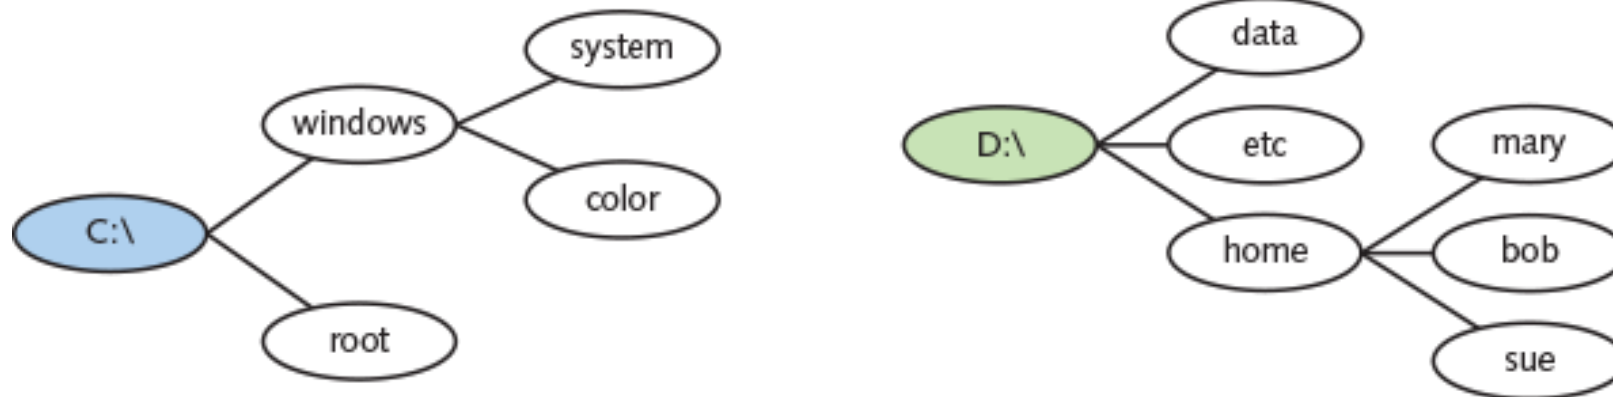 C:\
windows
system
color
root
D:\
data
etc
home
mary
bob
sue